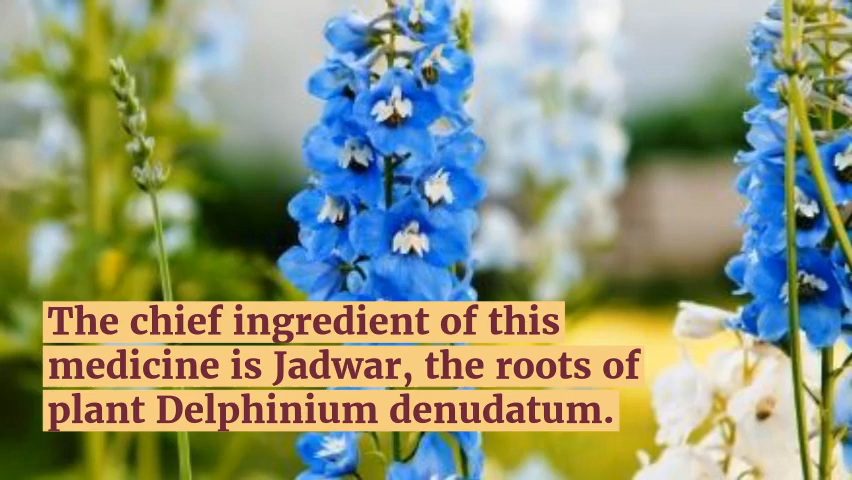 The chief ingredient of this
medicine is Jadwar, the roots of
plant Delphinium denudatum.